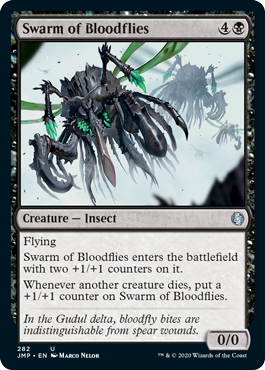 Swarm of Bloodflies 4
Creature — Insect
Flying
Swarm of Bloodflies enters the battlefield
with two +1/+1 counters on it.
Whenever another creature dies, put a
+1/+1 counter on Swarm of Bloodflies.
In the Gudul delta, bloodfly bites are
indistinguishable from spear wounds.
0/0
282 U
JMP • EN Marco Nelor ™ & © 2020 Wizards of the Coast